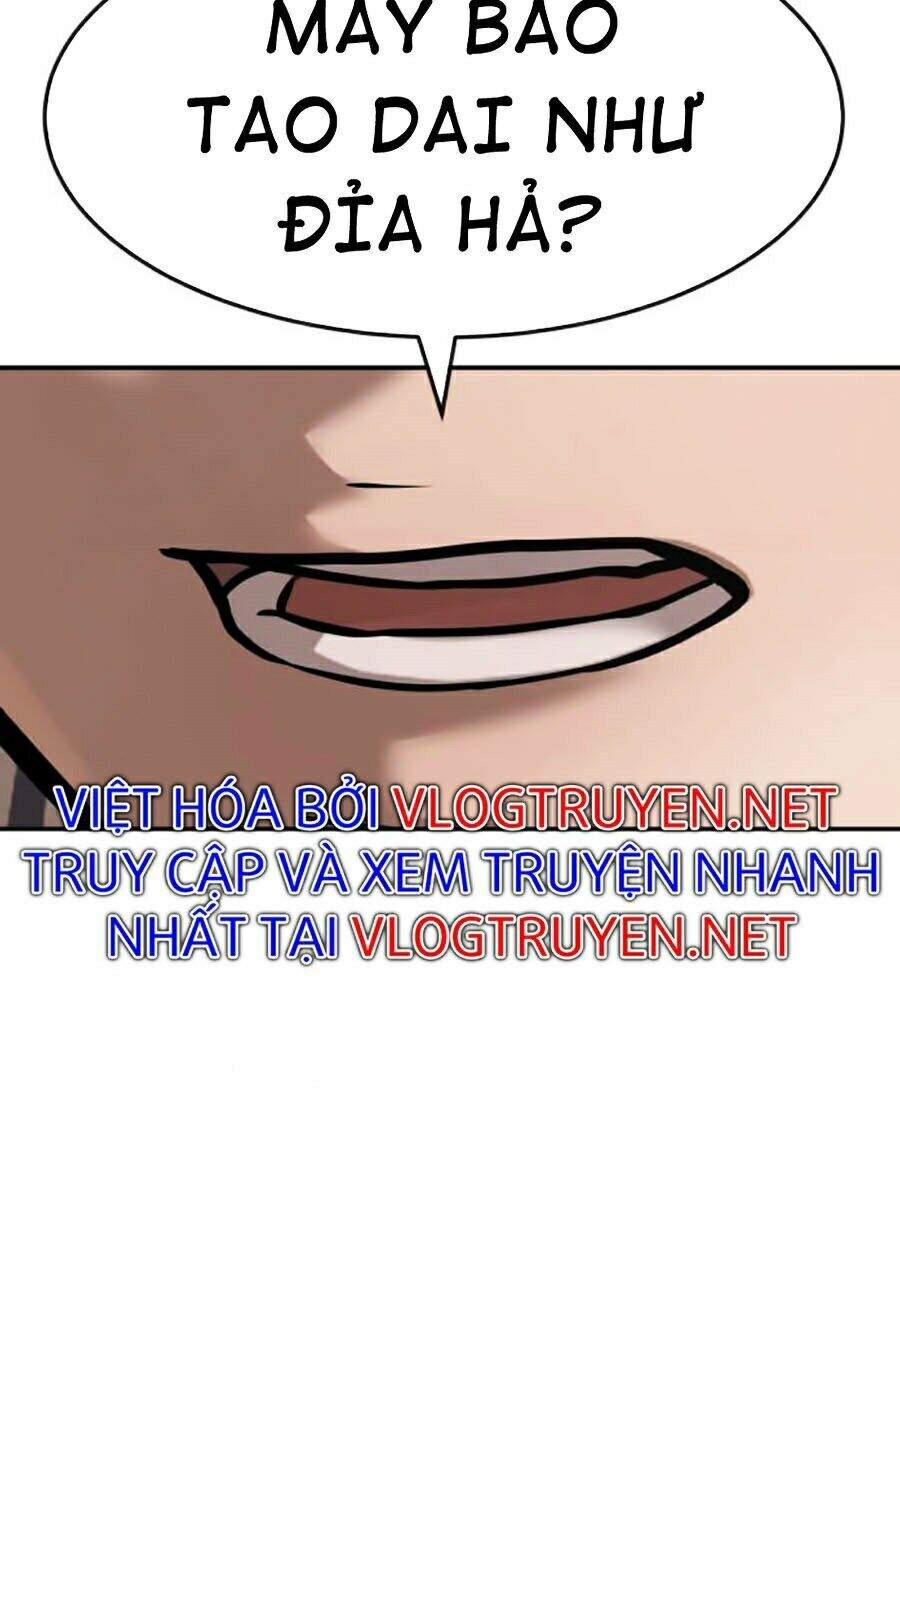 MÀY BẢO
TAO DAI NHƯ
ĐỈA HẢ?
VIỆT HÓA BỞI VLOGTRUYEN.NET
TRUY CẬP VÀ XEM TRUYỆN NHANH
NHẤT TẠI VLOGTRUYEN.NET